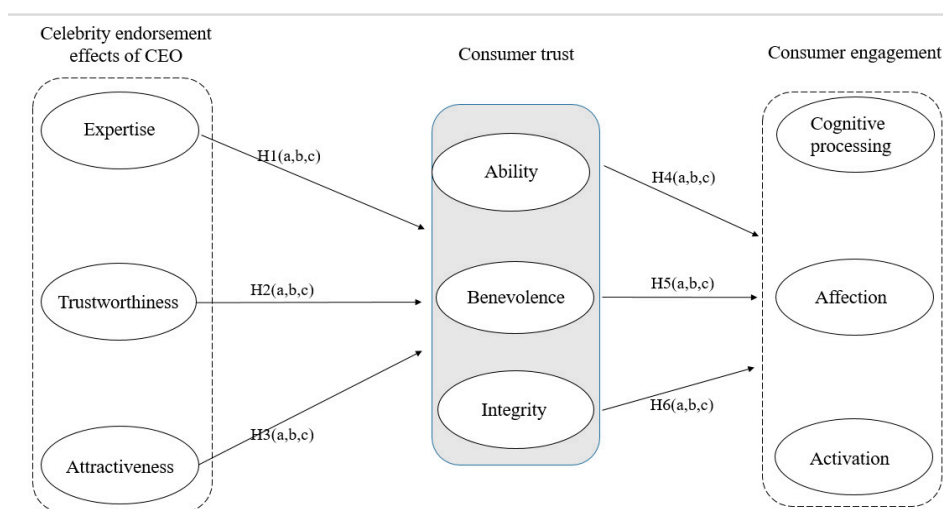 Celebrity endorsement
effects of CEO
Consumer trust
Consumer engagement
Expertise
Trustworthiness
Attractiveness
H1(a,b,c)
H2(a,b,c)
H3(a,b,c)
Ability
Benevolence
Integrity
H4(a,b,c)
H5(a,b,c)
H6(a,b,c)
Cognitive
processing
Affection
Activation